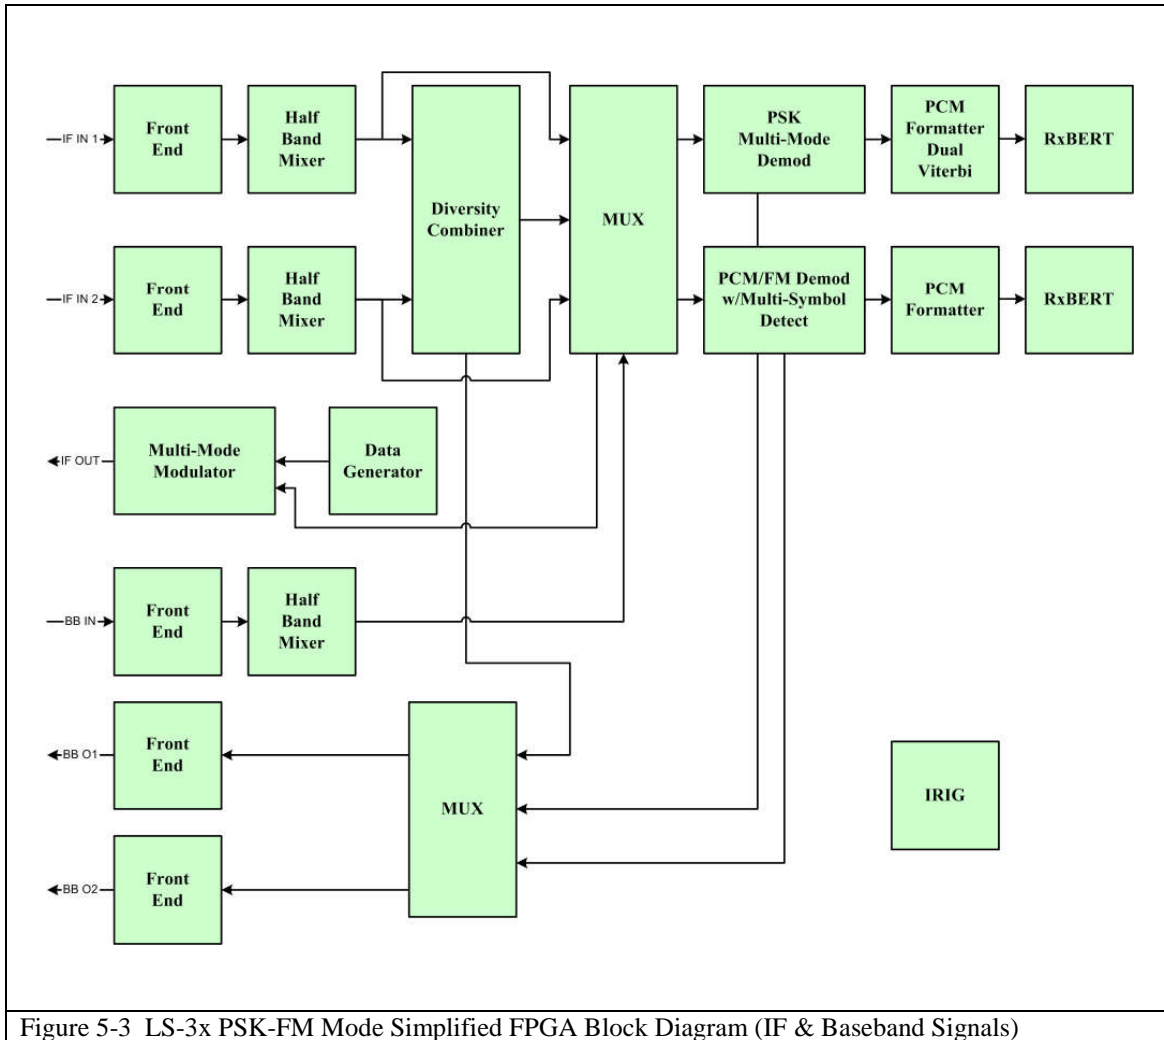 IF IN 1
Front
End
Half
Band
Mixer
Diversity
Combiner
MUX
PSK
Multi-Mode
Demod
PCM
Formatter
Dual
Viterbi
RxBERT
IF IN 2
Front
End
Half
Band
Mixer
PCM/FM Demod
w/Multi-Symbol
Detect
PCM
Formatter
RxBERT
IF OUT
Multi-Mode
Modulator
Data
Generator
BB IN
Front
End
Half
Band
Mixer
BB O1
Front
End
MUX
IRIG
BB O2
Front
End
Figure 5-3 LS-3x PSK-FM Mode Simplified FPGA Block Diagram (IF & Baseband Signals)